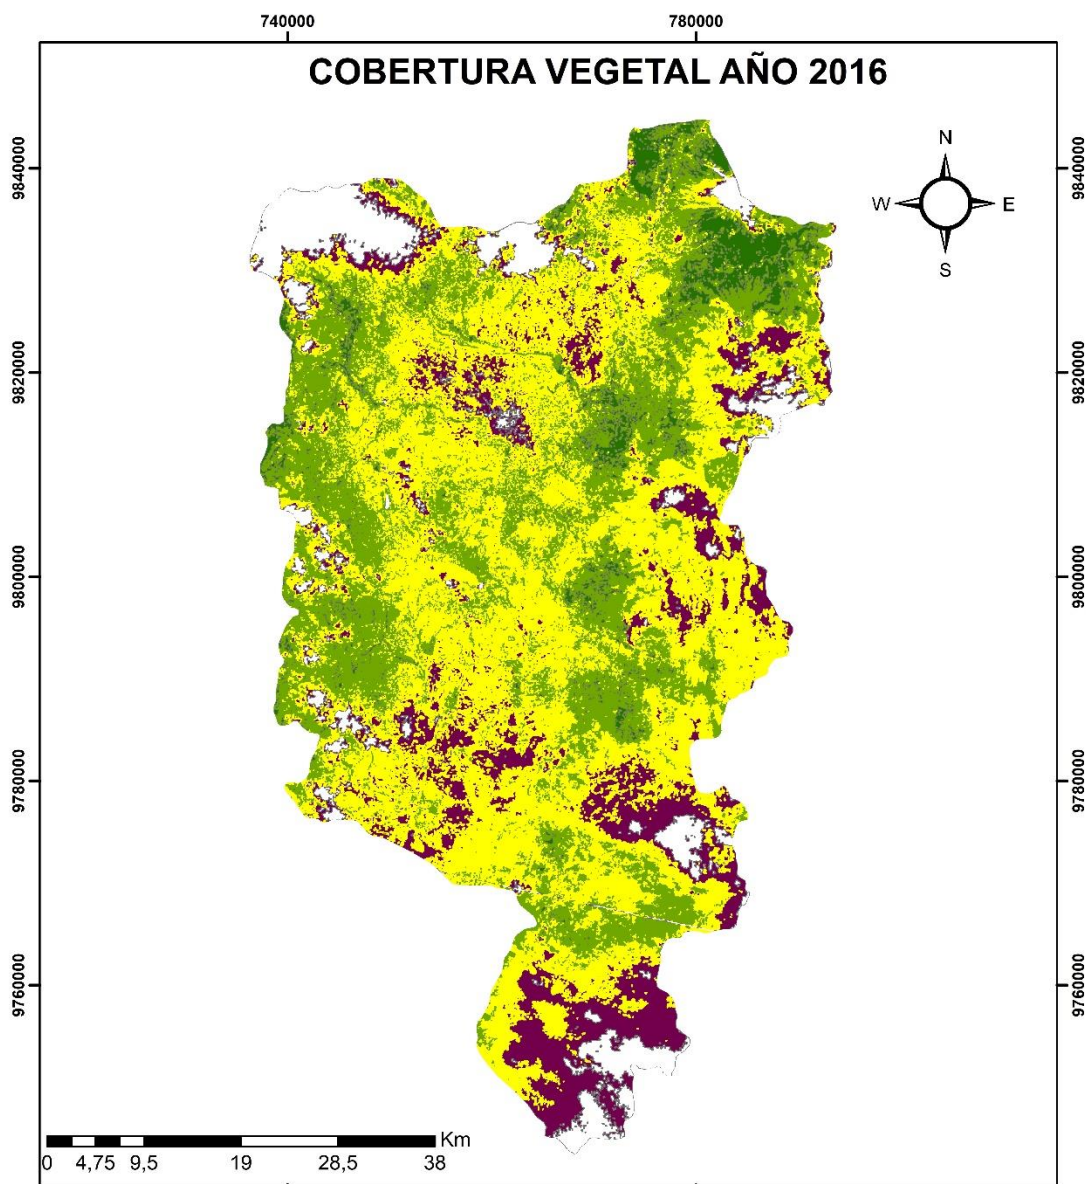 740000 780000
COBERTURA VEGETAL AÑO 2016
N
W E
S
9840000 9840000
9820000 9820000
9800000 9800000
9780000 9780000
9760000 9760000
Km
0 4,75 9,5 19 28,5 38